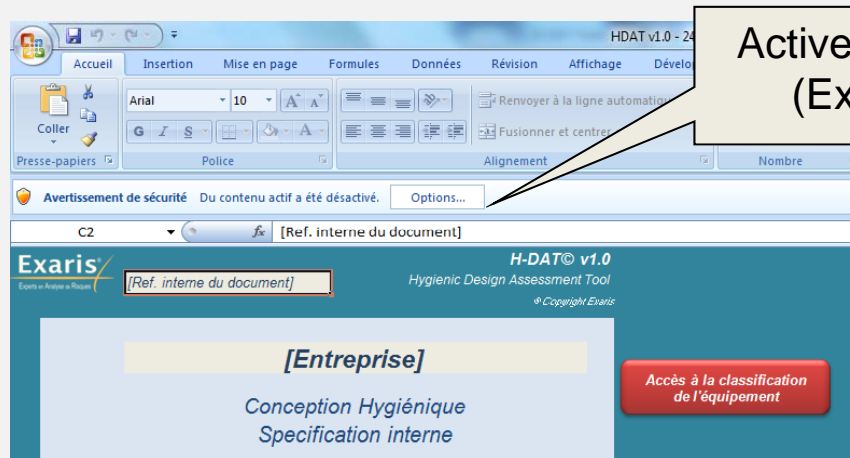 HDAT v1.0 - 24
Active
(Ex
Accueil Insertion Mise en page Formules Données Révision Affichage Dévelop
Coller
Arial 10
Renvoyer à la ligne automatiqu
G I S
Fusionner et centrer
Presse-papiers Police Alignement Nombre
Avertissement de sécurité Du contenu actif a été désactivé. Options...
C2 fx [Ref. interne du document]
Exaris
Experts en Analyse de Risques
[Ref. interne du document]
H-DAT© v1.0
Hygienic Design Assessment Tool
© Copyright Exaris
[Entreprise]
Conception Hygiénique
Specification interne
Accès à la classification
de l'équipement